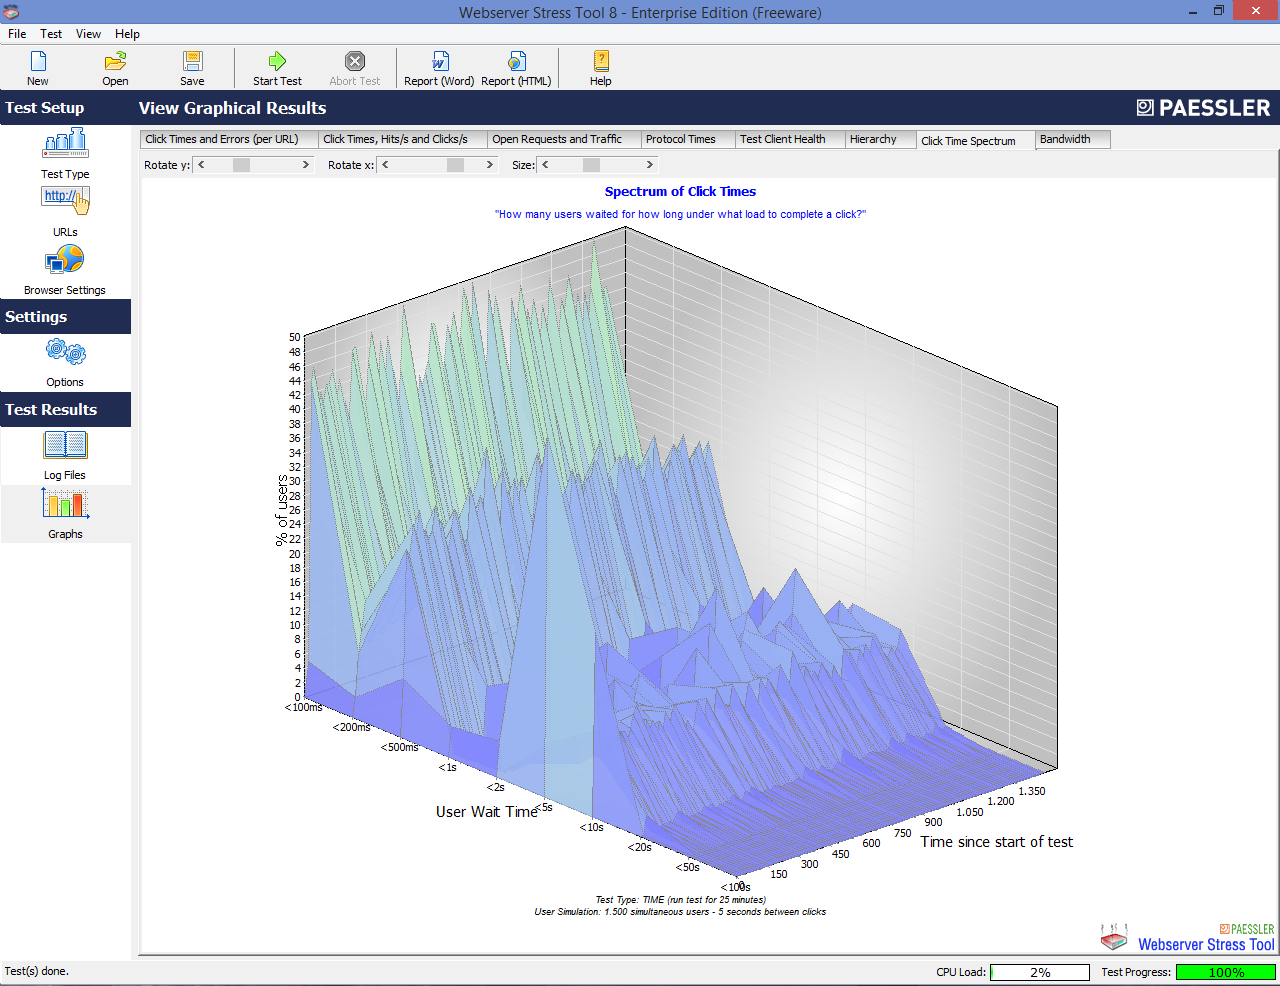 Webserver Stress Tool 8 - Enterprise Edition (Freeware)
File Test View Help
New Open Save Start Test Abort Test Report (Word) Report (HTML) Help
Test Setup
View Graphical Results
PAESSLER
Click Times and Errors (per URL) Click Times, Hits/s and Clicks/s Open Requests and Traffic Protocol Times Test Client Health Hierarchy Click Time Spectrum Bandwidth
Rotate y: Rotate x: Size:
Test Type
http://
URLs
Browser Settings
Settings
Options
Test Results
Log Files
Graphs
Spectrum of Click Times
"How many users waited for how long under what load to complete a click?"
50
48
46
44
42
40
38
36
34
32
30
28
26
24
22
20
18
16
14
12
10
8
6
4
2
0
% of users
<100ms
<200ms
<500ms
<1s
<2s
<5s
<10s
<20s
<50s
<100s
User Wait Time
0
150
300
450
600
750
900
1.050
1.200
1.350
Time since start of test
Test Type: TIME (run test for 25 minutes)
User Simulation: 1.500 simultaneous users - 5 seconds between clicks
PAESSLER
Webserver Stress Tool
Test(s) done.
CPU Load: 2% Test Progress: 100%